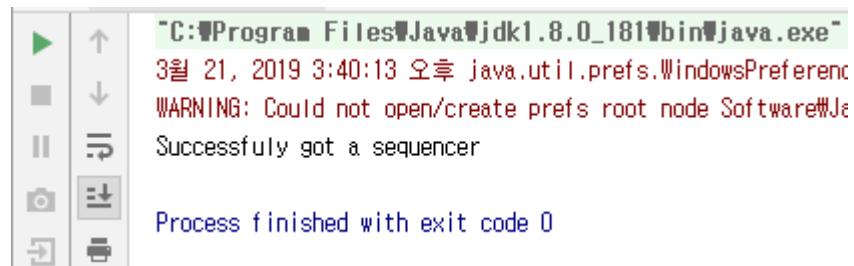 "C:₩Program Files₩Java₩jdk1.8.0_181₩bin₩java.exe"
3월 21, 2019 3:40:13 오후 java.util.prefs.WindowsPreferenc
WARNING: Could not open/create prefs root node Software₩Ja
Successfuly got a sequencer
Process finished with exit code 0